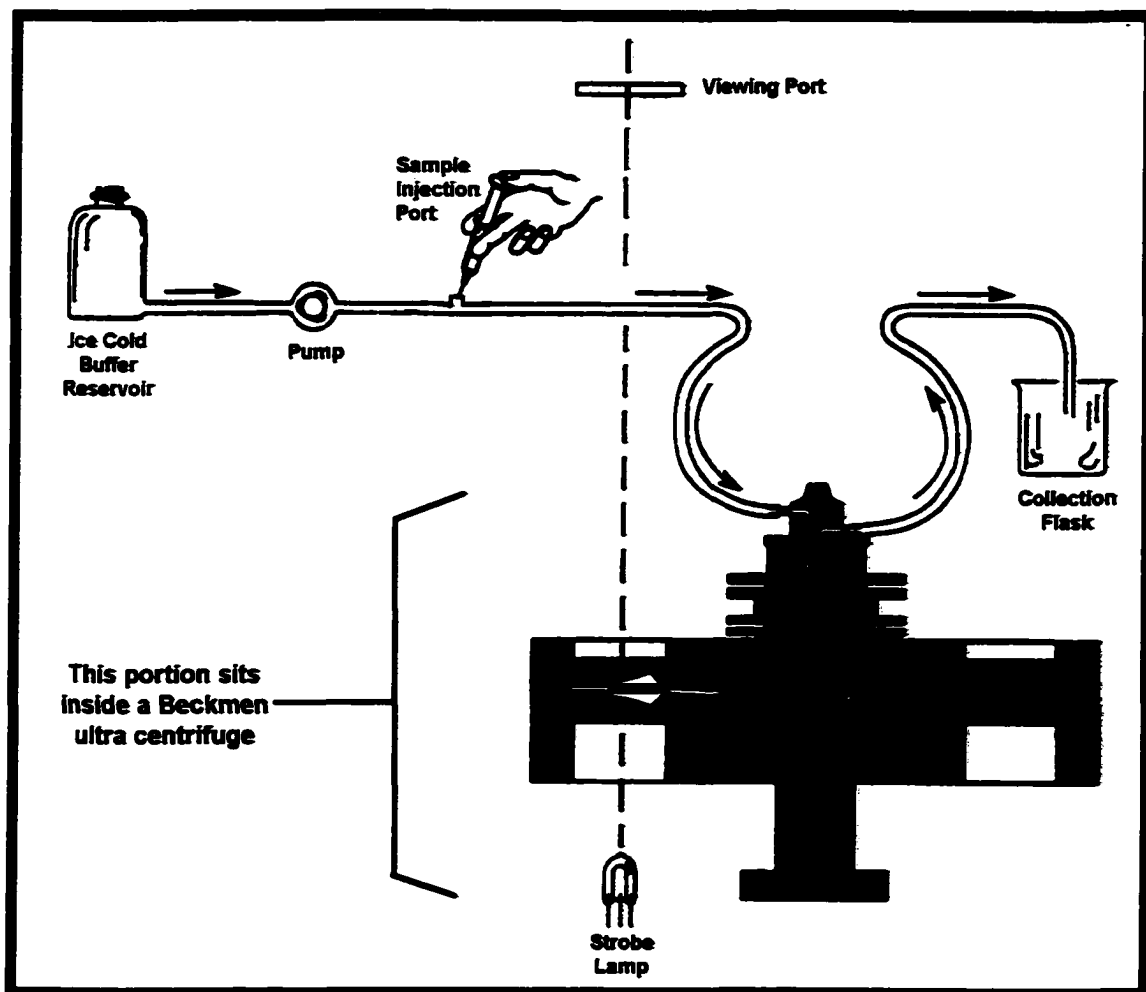 Viewing Port
Sample
Injection
Port
Ice Cold
Buffer
Reservoir
Pump
Collection
Flask
This portion sits
inside a Beckmen
ultra centrifuge
Strobe
Lamp